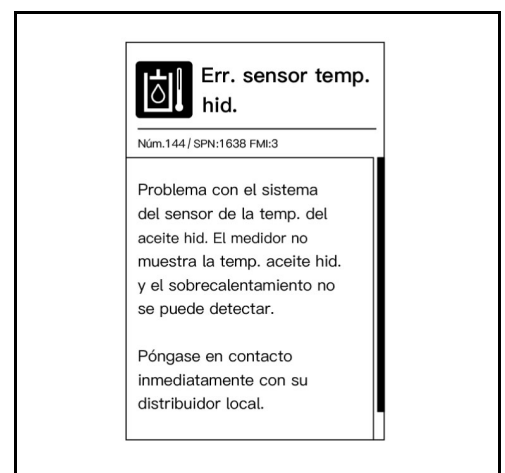 Err. sensor temp.
hid.
Núm.144 / SPN:1638 FMI:3
Problema con el sistema
del sensor de la temp. del
aceite hid. El medidor no
muestra la temp. aceite hid.
y el sobrecalentamiento no
se puede detectar.
Póngase en contacto
inmediatamente con su
distribuidor local.